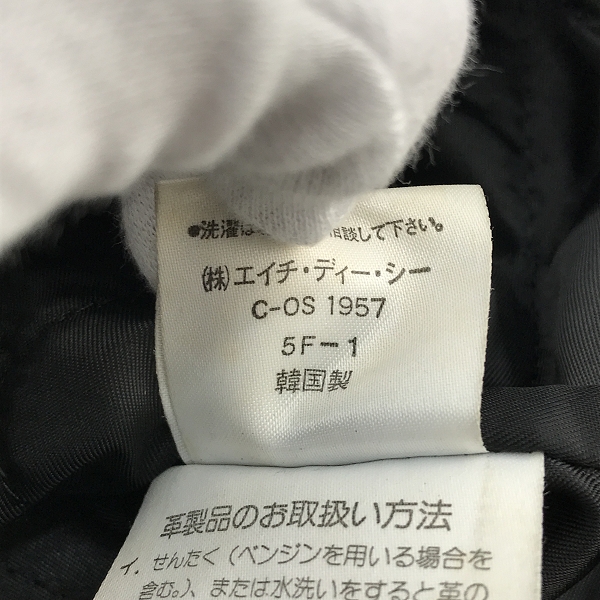 ●洗濯は 相談して下さい。
(株)エイチ・ディー・シー
C-OS 1957
5F-1
韓国製
革製品のお取扱い方法
イ. せんたく(ベンジンを用いる場合を
含む。)、または水洗いをすると革の